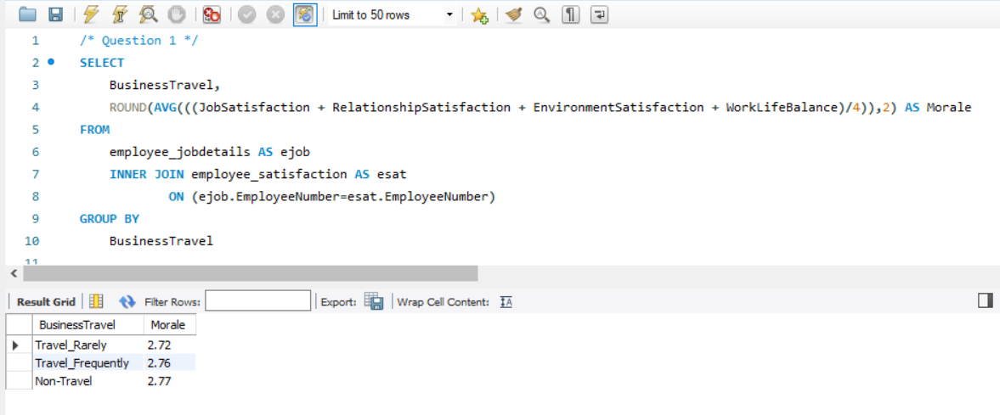 Limit to 50 rows
1 /* Question 1 */
2 SELECT
3 BusinessTravel,
4 ROUND(AVG(((JobSatisfaction + RelationshipSatisfaction + EnvironmentSatisfaction + WorkLifeBalance)/4)),2) AS Morale
5 FROM
6 employee_jobdetails AS ejob
7 INNER JOIN employee_satisfaction AS esat
8 ON (ejob.EmployeeNumber=esat.EmployeeNumber)
9 GROUP BY
10 BusinessTravel
11
Result Grid Filter Rows: Export: Wrap Cell Content: IA
BusinessTravel Morale
Travel_Rarely 2.72
Travel_Frequently 2.76
Non-Travel 2.77